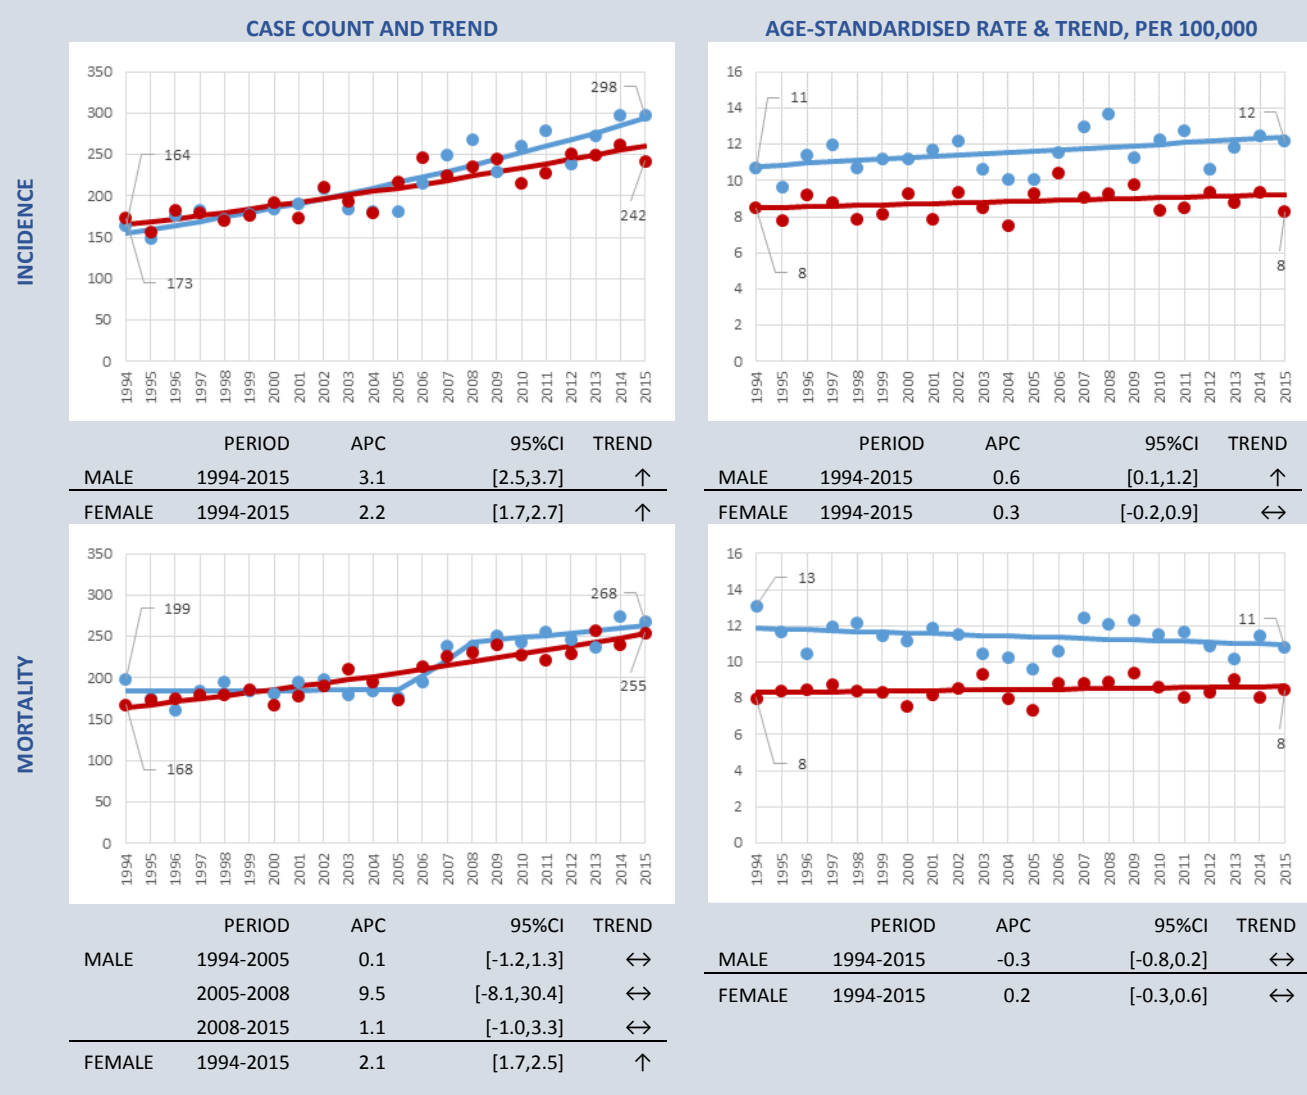 CASE COUNT AND TREND
AGE-STANDARDISED RATE & TREND, PER 100,000
INCIDENCE
350
300
250
200
150
100
50
0
164
173
298
242
1994 1995 1996 1997 1998 1999 2000 2001 2002 2003 2004 2005 2006 2007 2008 2009 2010 2011 2012 2013 2014 2015
16
14
12
10
8
6
4
2
0
11
8
12
8
1994 1995 1996 1997 1998 1999 2000 2001 2002 2003 2004 2005 2006 2007 2008 2009 2010 2011 2012 2013 2014 2015
PERIOD APC 95%CI TREND
MALE 1994-2015 3.1 [2.5,3.7] ↑
FEMALE 1994-2015 2.2 [1.7,2.7] ↑
PERIOD APC 95%CI TREND
MALE 1994-2015 0.6 [0.1,1.2] ↑
FEMALE 1994-2015 0.3 [-0.2,0.9] ↔
MORTALITY
350
300
250
200
150
100
50
0
199
168
268
255
1994 1995 1996 1997 1998 1999 2000 2001 2002 2003 2004 2005 2006 2007 2008 2009 2010 2011 2012 2013 2014 2015
16
14
12
10
8
6
4
2
0
13
8
11
8
1994 1995 1996 1997 1998 1999 2000 2001 2002 2003 2004 2005 2006 2007 2008 2009 2010 2011 2012 2013 2014 2015
PERIOD APC 95%CI TREND
MALE 1994-2005 0.1 [-1.2,1.3] ↔
2005-2008 9.5 [-8.1,30.4] ↔
2008-2015 1.1 [-1.0,3.3] ↔
FEMALE 1994-2015 2.1 [1.7,2.5] ↑
PERIOD APC 95%CI TREND
MALE 1994-2015 -0.3 [-0.8,0.2] ↔
FEMALE 1994-2015 0.2 [-0.3,0.6] ↔